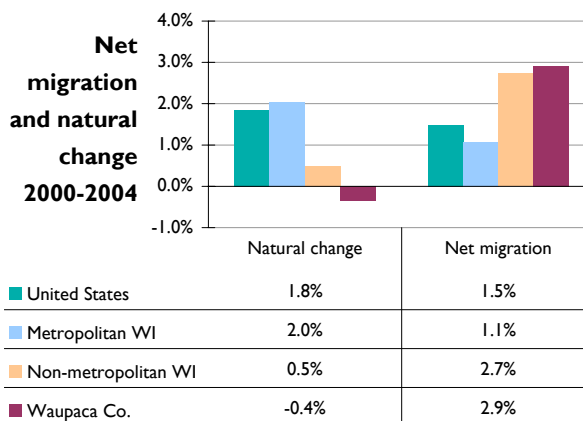 Net
migration
and natural
change
2000-2004
4.0%
3.0%
2.0%
1.0%
0.0%
-1.0%
Natural change Net migration
United States 1.8% 1.5%
Metropolitan WI 2.0% 1.1%
Non-metropolitan WI 0.5% 2.7%
Waupaca Co. -0.4% 2.9%